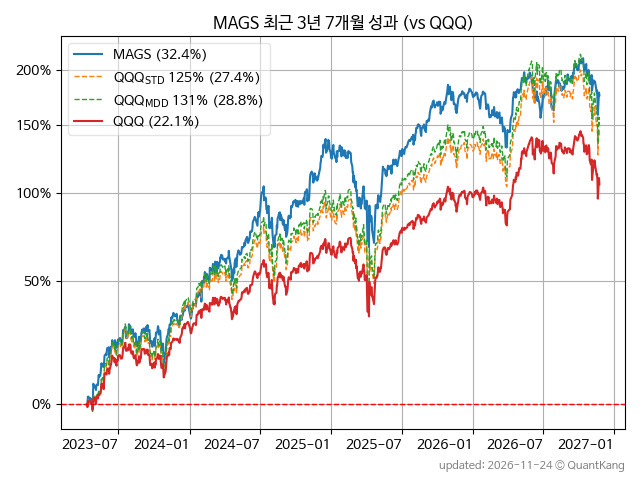 MAGS 최근 3년 7개월 성과 (vs QQQ)
MAGS (32.4%)
QQQSTD 125% (27.4%)
QQQMDD 131% (28.8%)
QQQ (22.1%)
200%
150%
100%
50%
0%
2023-07 2024-01 2024-07 2025-01 2025-07 2026-01 2026-07 2027-01
updated: 2026-11-24 © QuantKang